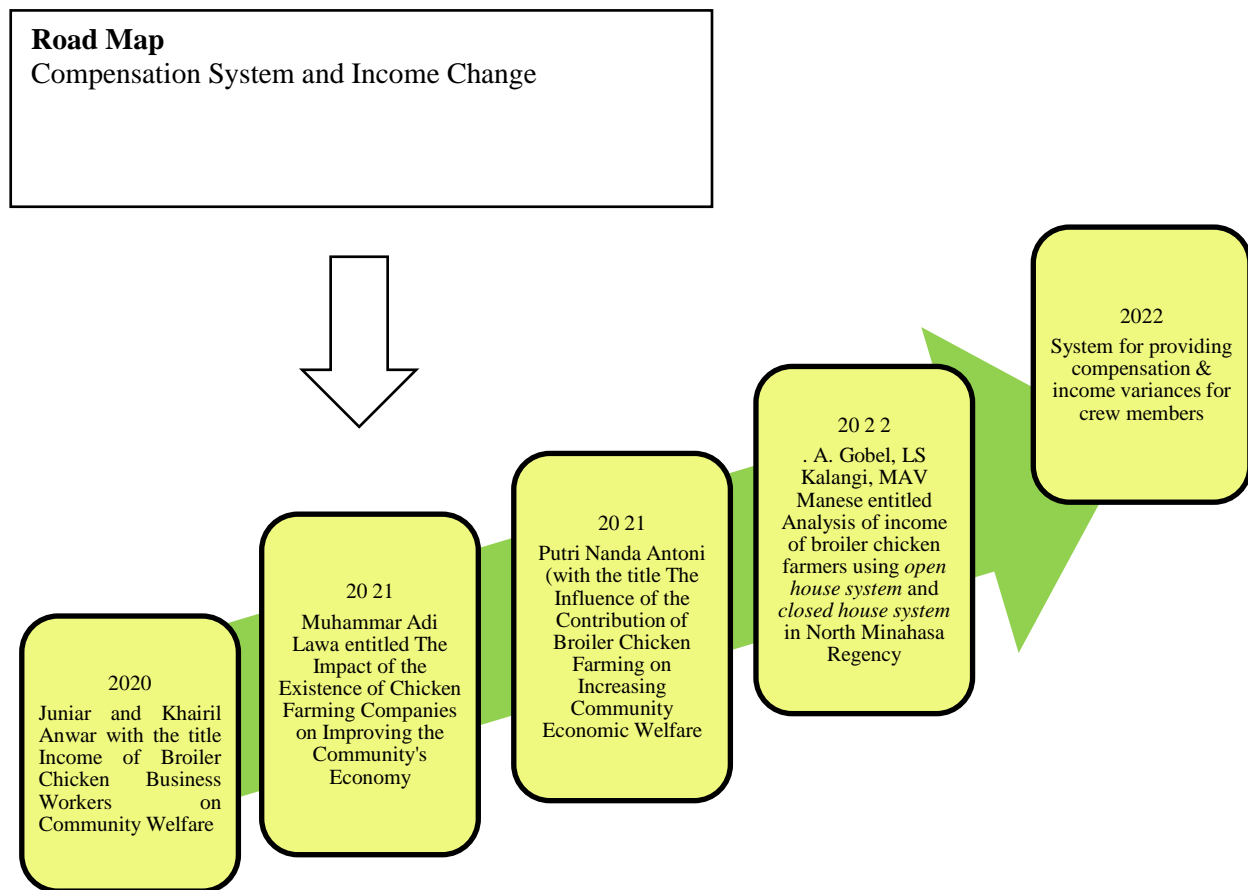 Road Map
Compensation System and Income Change
2020
Juniar and Khairil
Anwar with the title
Income of Broiler
Chicken Business
Workers on
Community Welfare
20 21
Muhammar Adi
Lawa entitled The
Impact of the
Existence of Chicken
Farming Companies
on Improving the
Community's
Economy
20 21
Putri Nanda Antoni
(with the title The
Influence of the
Contribution of
Broiler Chicken
Farming on
Increasing
Community
Economic Welfare
20 2 2
. A. Gobel, LS
Kalangi, MAV
Manese entitled
Analysis of income
of broiler chicken
farmers using open
house system and
closed house system
in North Minahasa
Regency
2022
System for providing
compensation &
income variances for
crew members